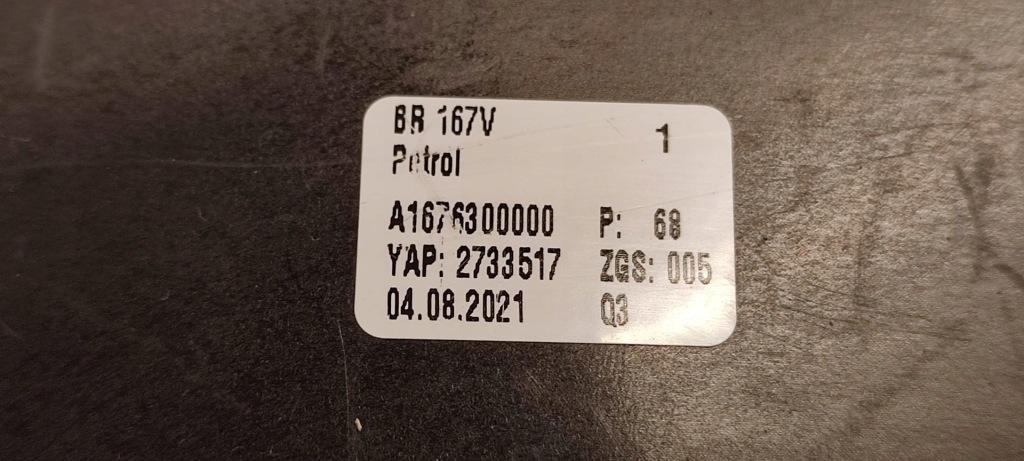 BR 167V 1
Petrol
A1676300000 P: 68
YAP: 2733517 ZGS: 005
04.08.2021 Q3